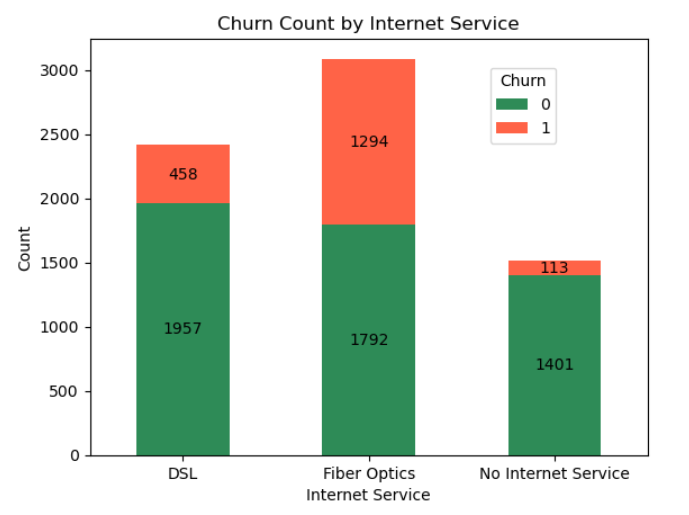 Churn Count by Internet Service
Churn
0
1
Count
3000
2500
2000
1500
1000
500
0
458
1957
1294
1792
113
1401
DSL
Fiber Optics
No Internet Service
Internet Service